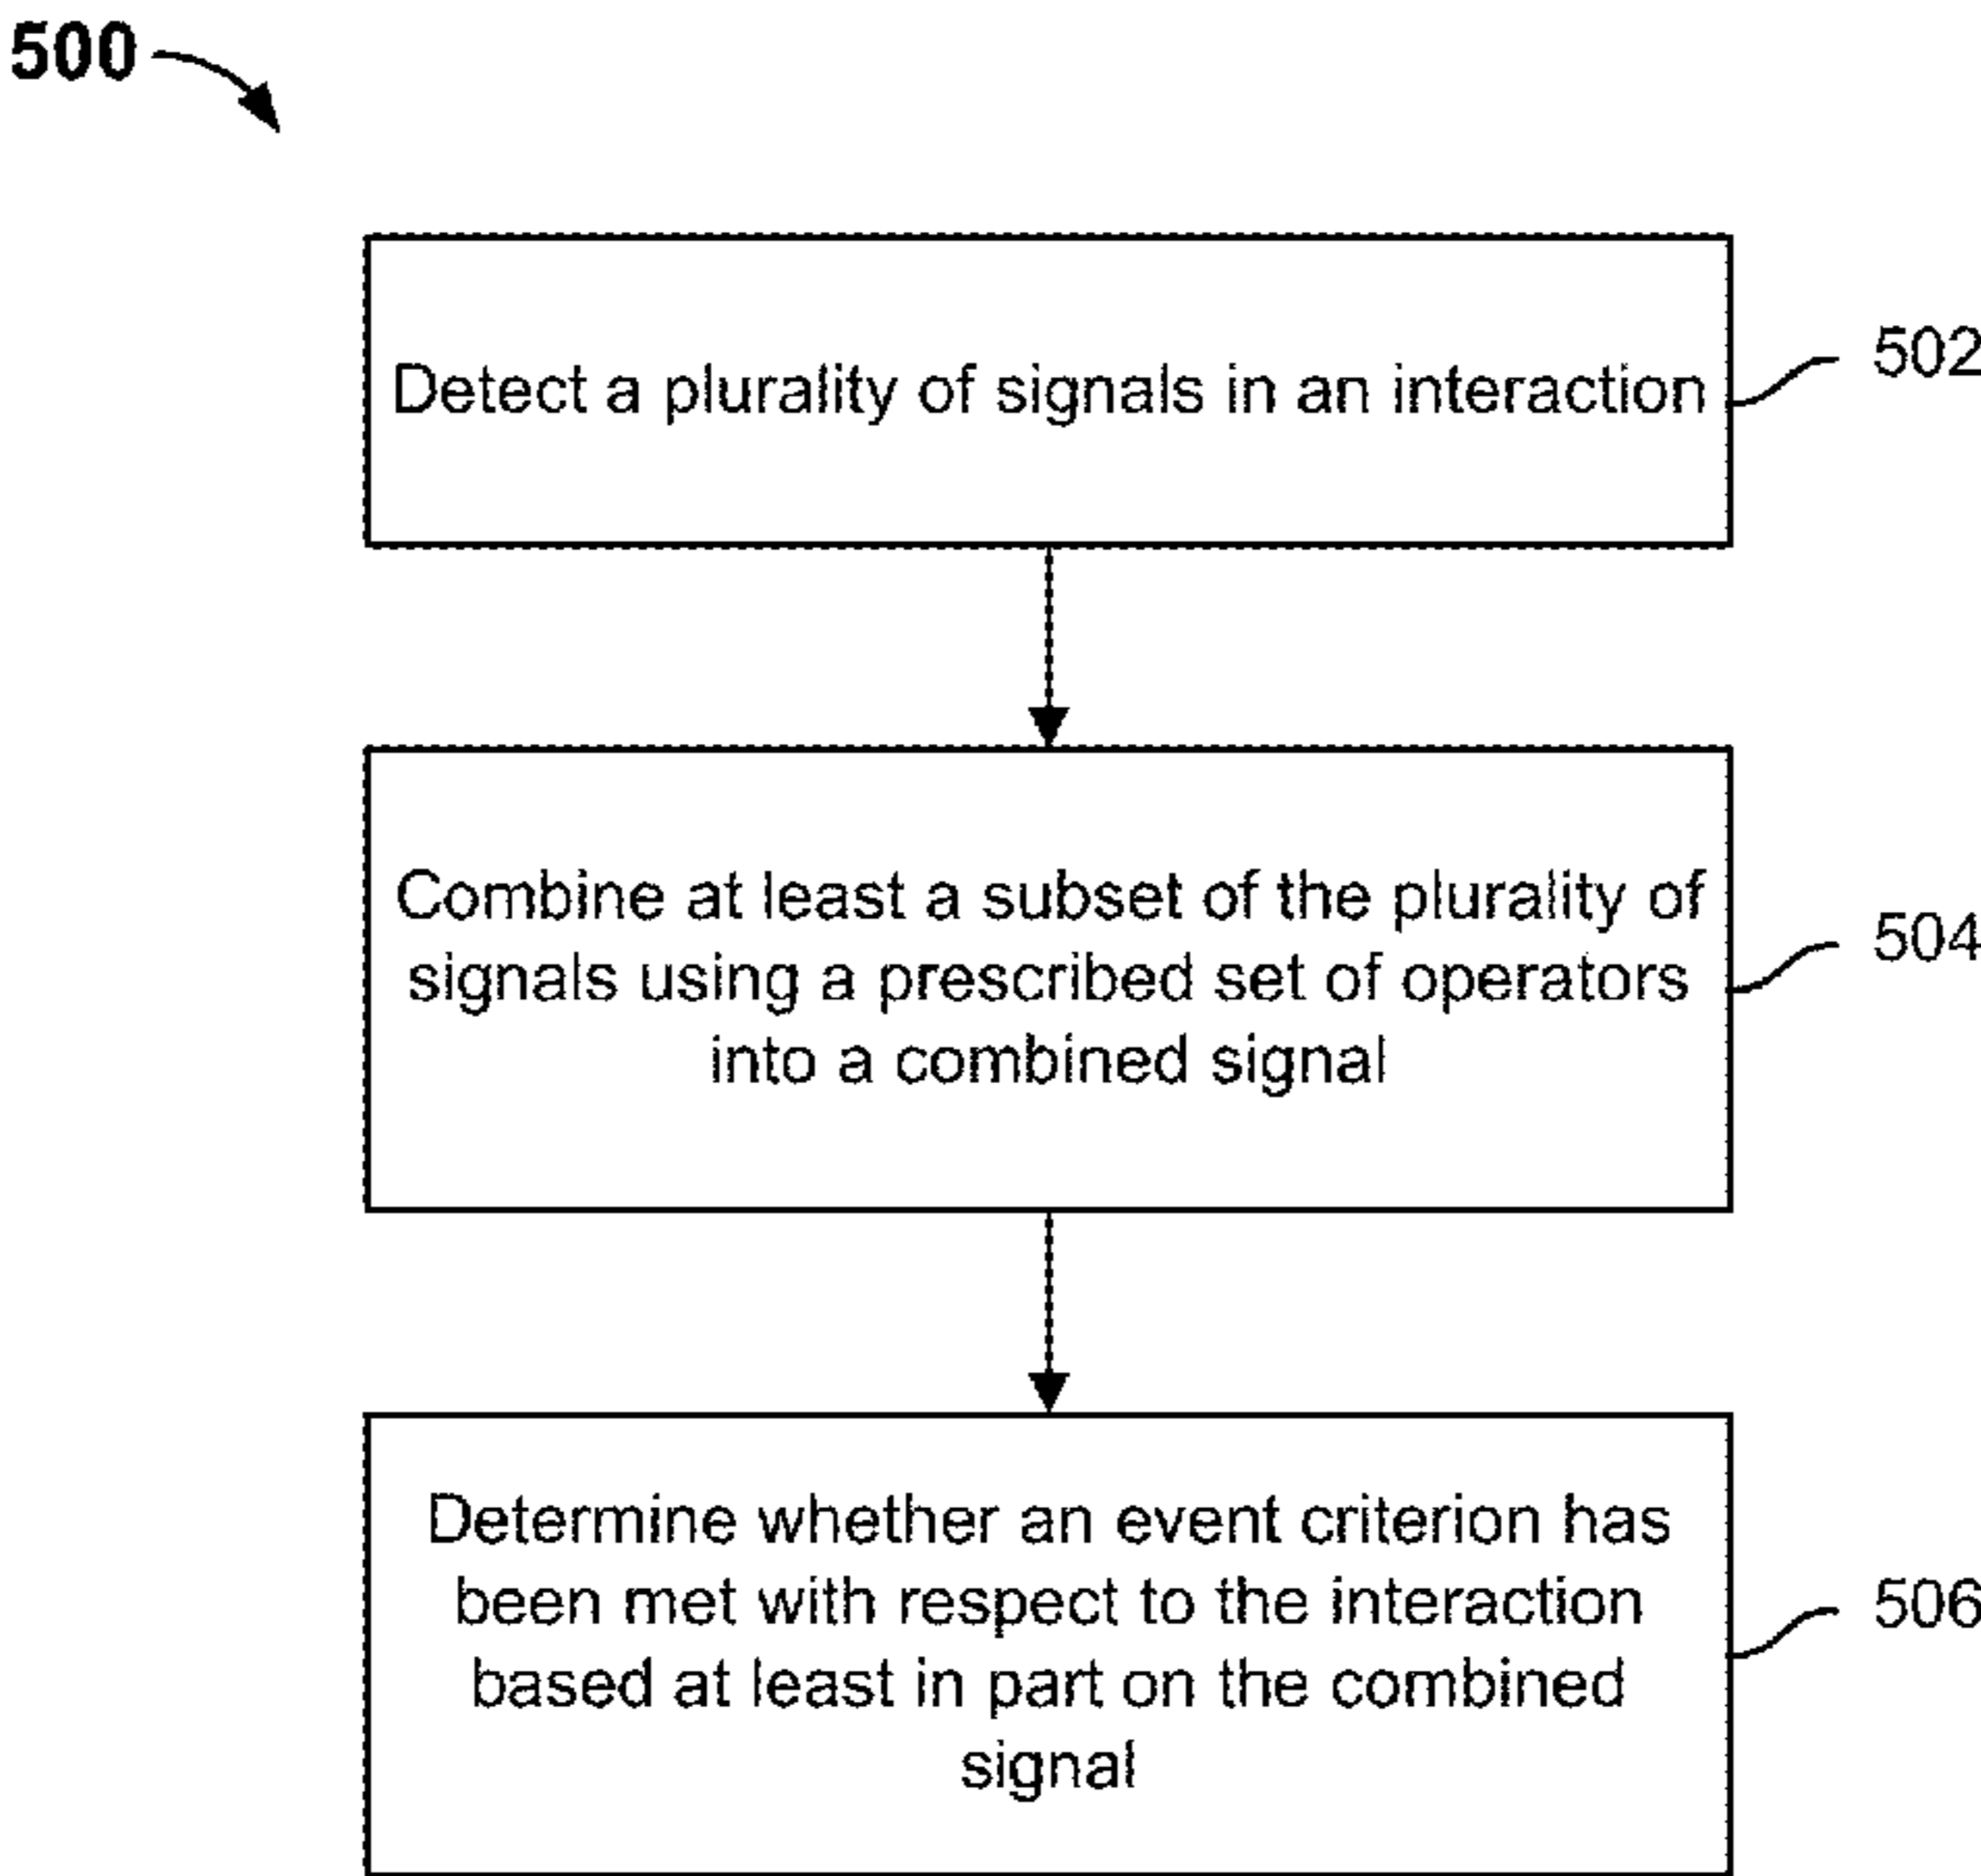 500
Detect a plurality of signals in an interaction
502
Combine at least a subset of the plurality of
signals using a prescribed set of operators
into a combined signal
504
Determine whether an event criterion has
been met with respect to the interaction
based at least in part on the combined
signal
506